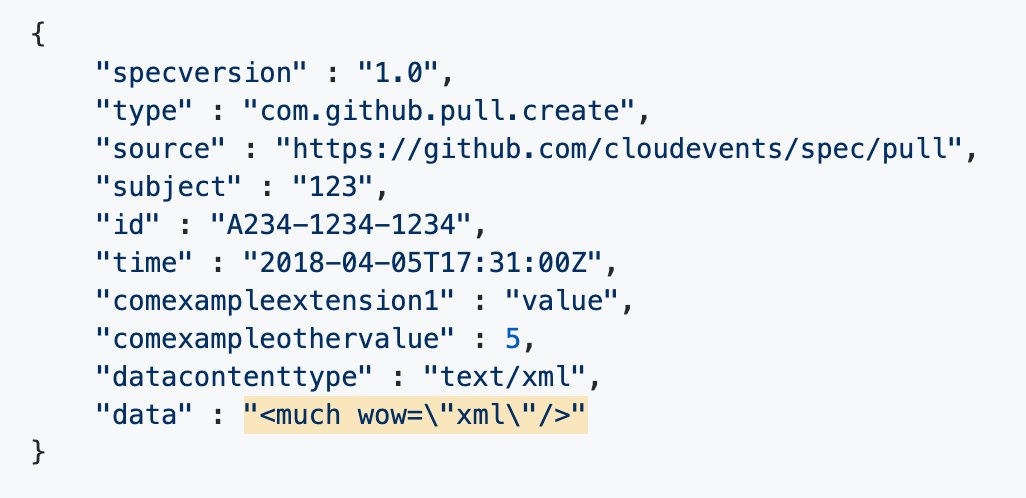 {
"specversion" : "1.0",
"type" : "com.github.pull.create",
"source" : "https://github.com/cloudevents/spec/pull",
"subject" : "123",
"id" : "A234-1234-1234",
"time" : "2018-04-05T17:31:00Z",
"comexampleextension1" : "value",
"comexampleothervalue" : 5,
"datacontenttype" : "text/xml",
"data" : "<much wow=\"xml\"/>"
}